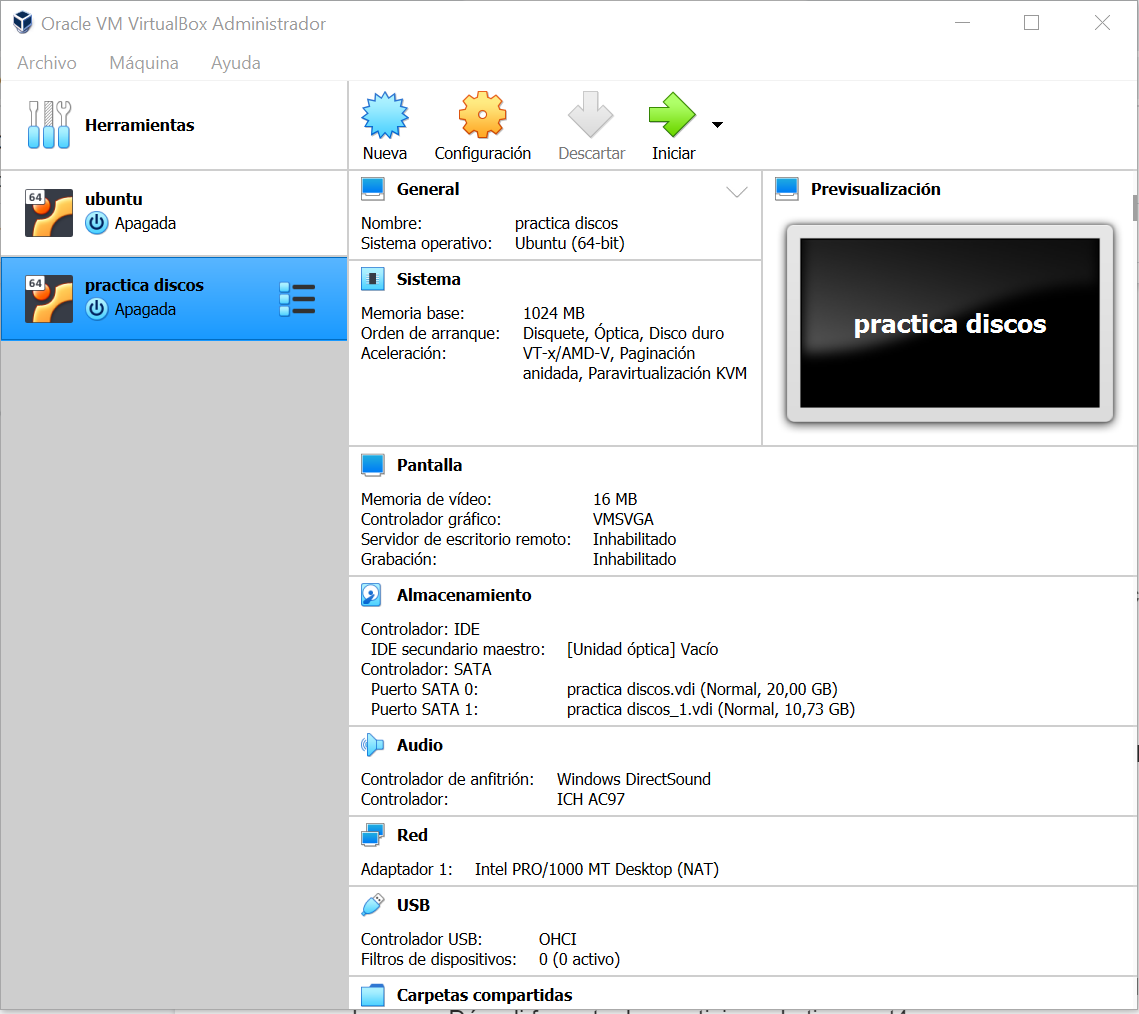 Oracle VM VirtualBox Administrador
Archivo Máquina Ayuda
Herramientas
Nueva Configuración Descartar Iniciar
64 ubuntu
Apagada
64 practica discos
Apagada
General
Nombre: practica discos
Sistema operativo: Ubuntu (64-bit)
Previsualización
practica discos
Sistema
Memoria base: 1024 MB
Orden de arranque: Disquete, Óptica, Disco duro
Aceleración: VT-x/AMD-V, Paginación
anidada, Paravirtualización KVM
Pantalla
Memoria de vídeo: 16 MB
Controlador gráfico: VMSVGA
Servidor de escritorio remoto: Inhabilitado
Grabación: Inhabilitado
Almacenamiento
Controlador: IDE
IDE secundario maestro: [Unidad óptica] Vacío
Controlador: SATA
Puerto SATA 0: practica discos.vdi (Normal, 20,00 GB)
Puerto SATA 1: practica discos_1.vdi (Normal, 10,73 GB)
Audio
Controlador de anfitrión: Windows DirectSound
Controlador: ICH AC97
Red
Adaptador 1: Intel PRO/1000 MT Desktop (NAT)
USB
Controlador USB: OHCI
Filtros de dispositivos: 0 (0 activo)
Carpetas compartidas